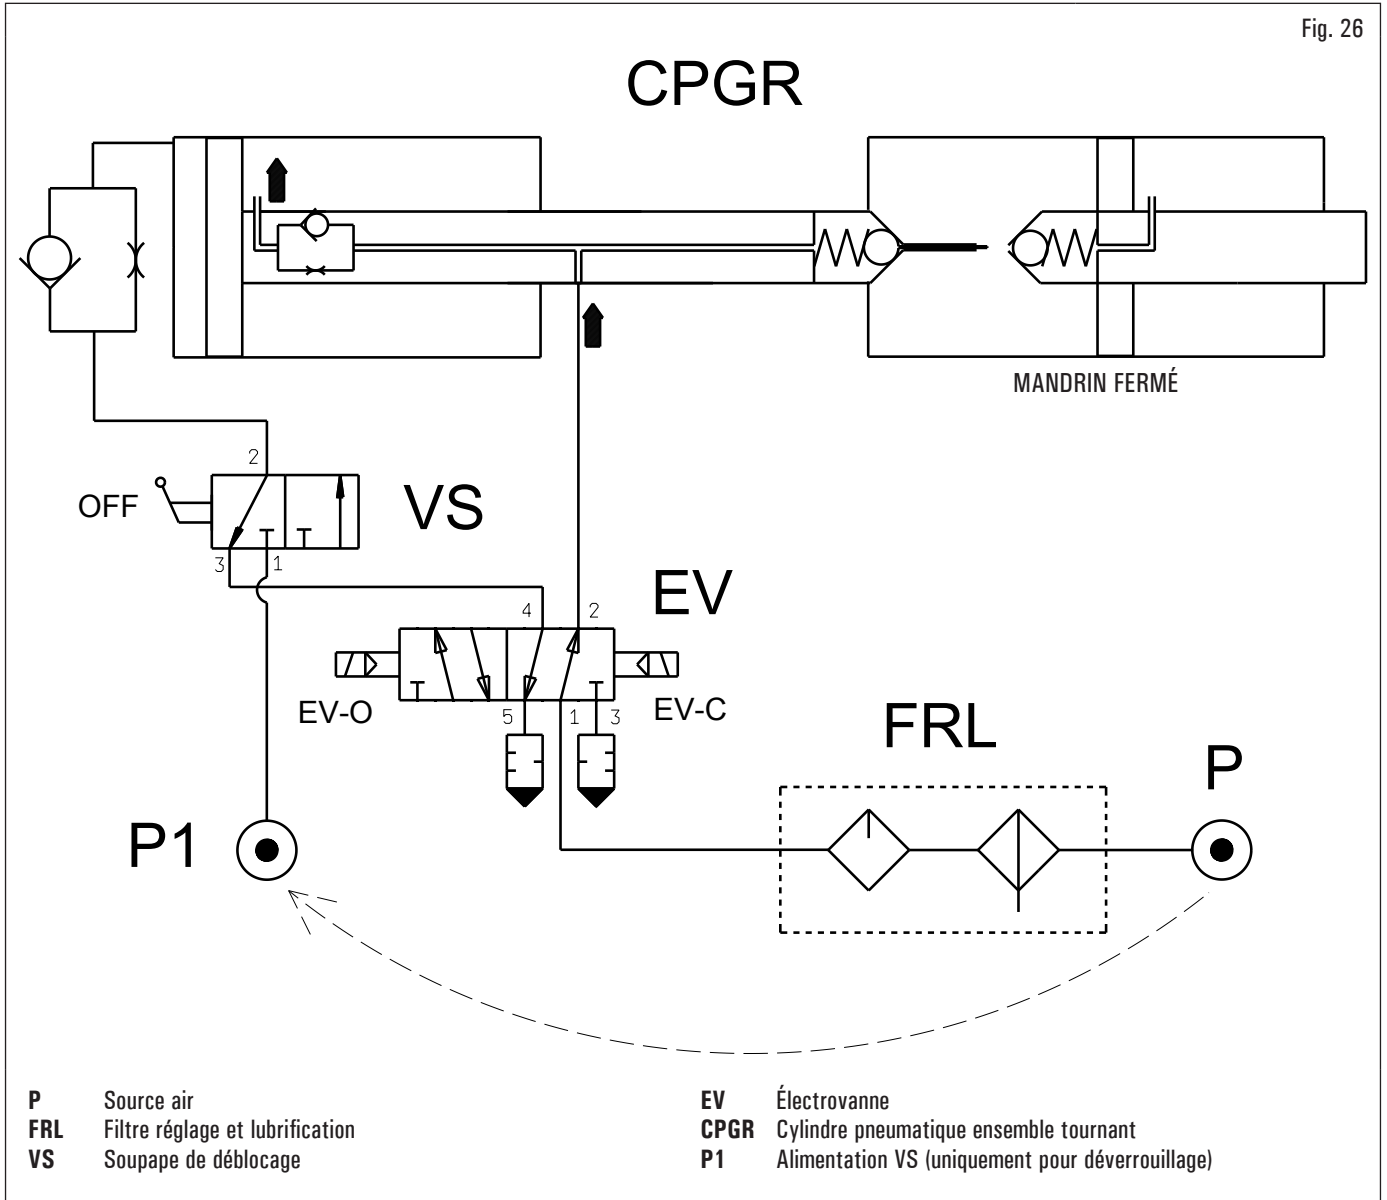 Fig. 26
CPGR
MANDRIN FERMÉ
2
OFF
VS
3
1
EV
4
2
EV-O
5
1
3
EV-C
FRL
P
P1
P Source air
FRL Filtre réglage et lubrification
VS Soupape de déblocage
EV Électrovanne
CPGR Cylindre pneumatique ensemble tournant
P1 Alimentation VS (uniquement pour déverrouillage)